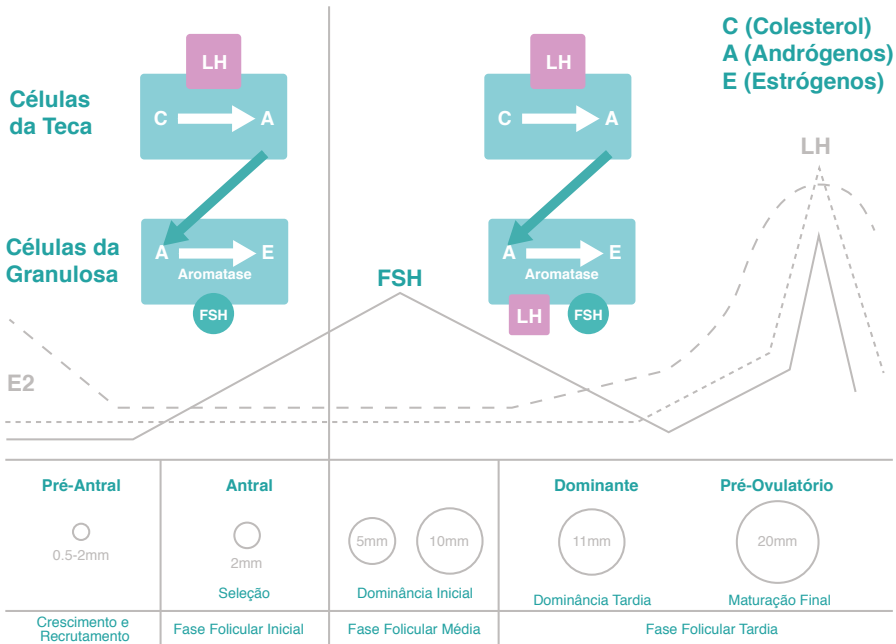 C (Colesterol)
A (Andrógenos)
E (Estrógenos)
Células
da Teca
LH
C A
LH
C A
LH
Células da
Granulosa
A E
Aromatase
FSH
FSH
A E
Aromatase
LH FSH
E2
Pré-Antral
0.5-2mm
Antral
2mm
Seleção
5mm 10mm
Dominância Inicial
Dominante
11mm
Dominância Tardia
Pré-Ovulatório
20mm
Maturação Final
Crescimento e
Recrutamento
Fase Folicular Inicial
Fase Folicular Média
Fase Folicular Tardia